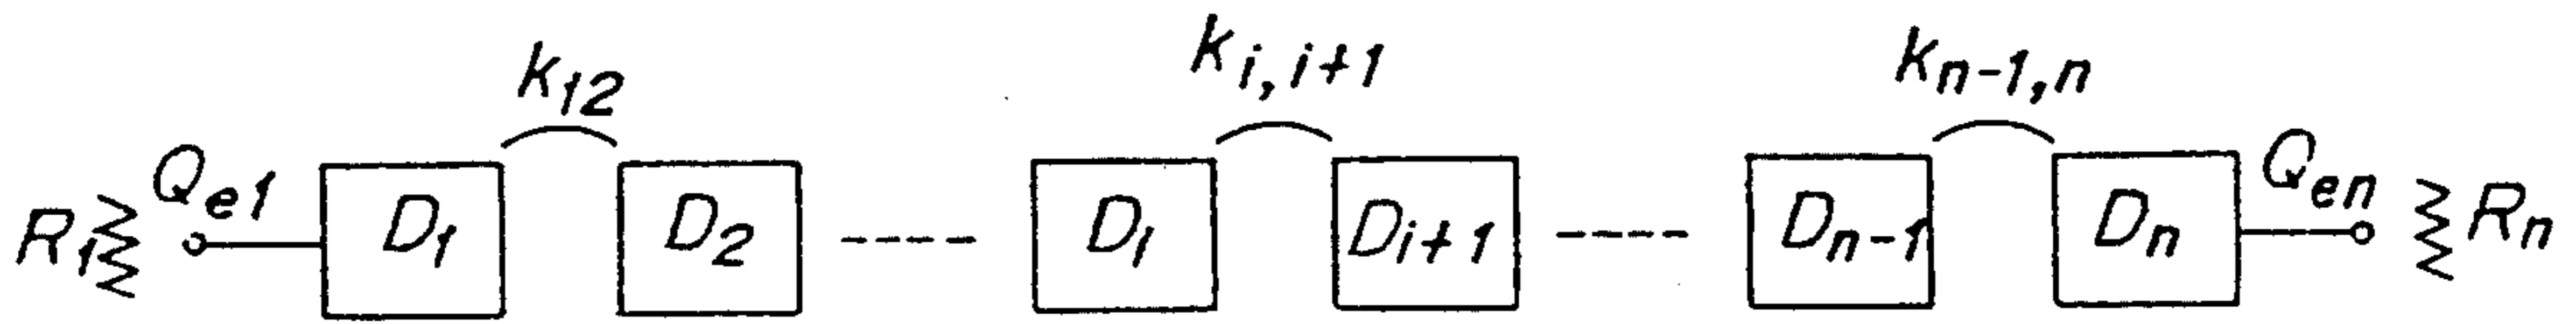 k12 ki,i+1 kn-1,n
R1 Qe1 D1 D2 ---- Di Di+1 ---- Dn-1 Dn Qen Rn